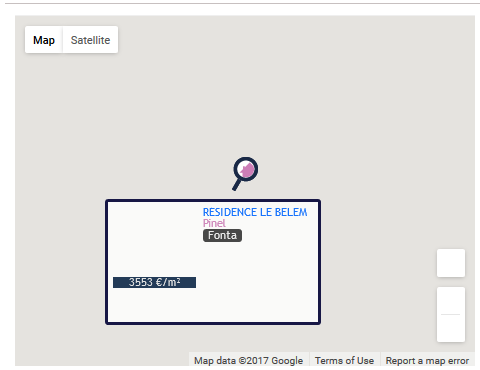 Map Satellite
RESIDENCE LE BELEM
Pinel
Fonta
3553 €/m²
Map data ©2017 Google Terms of Use Report a map error